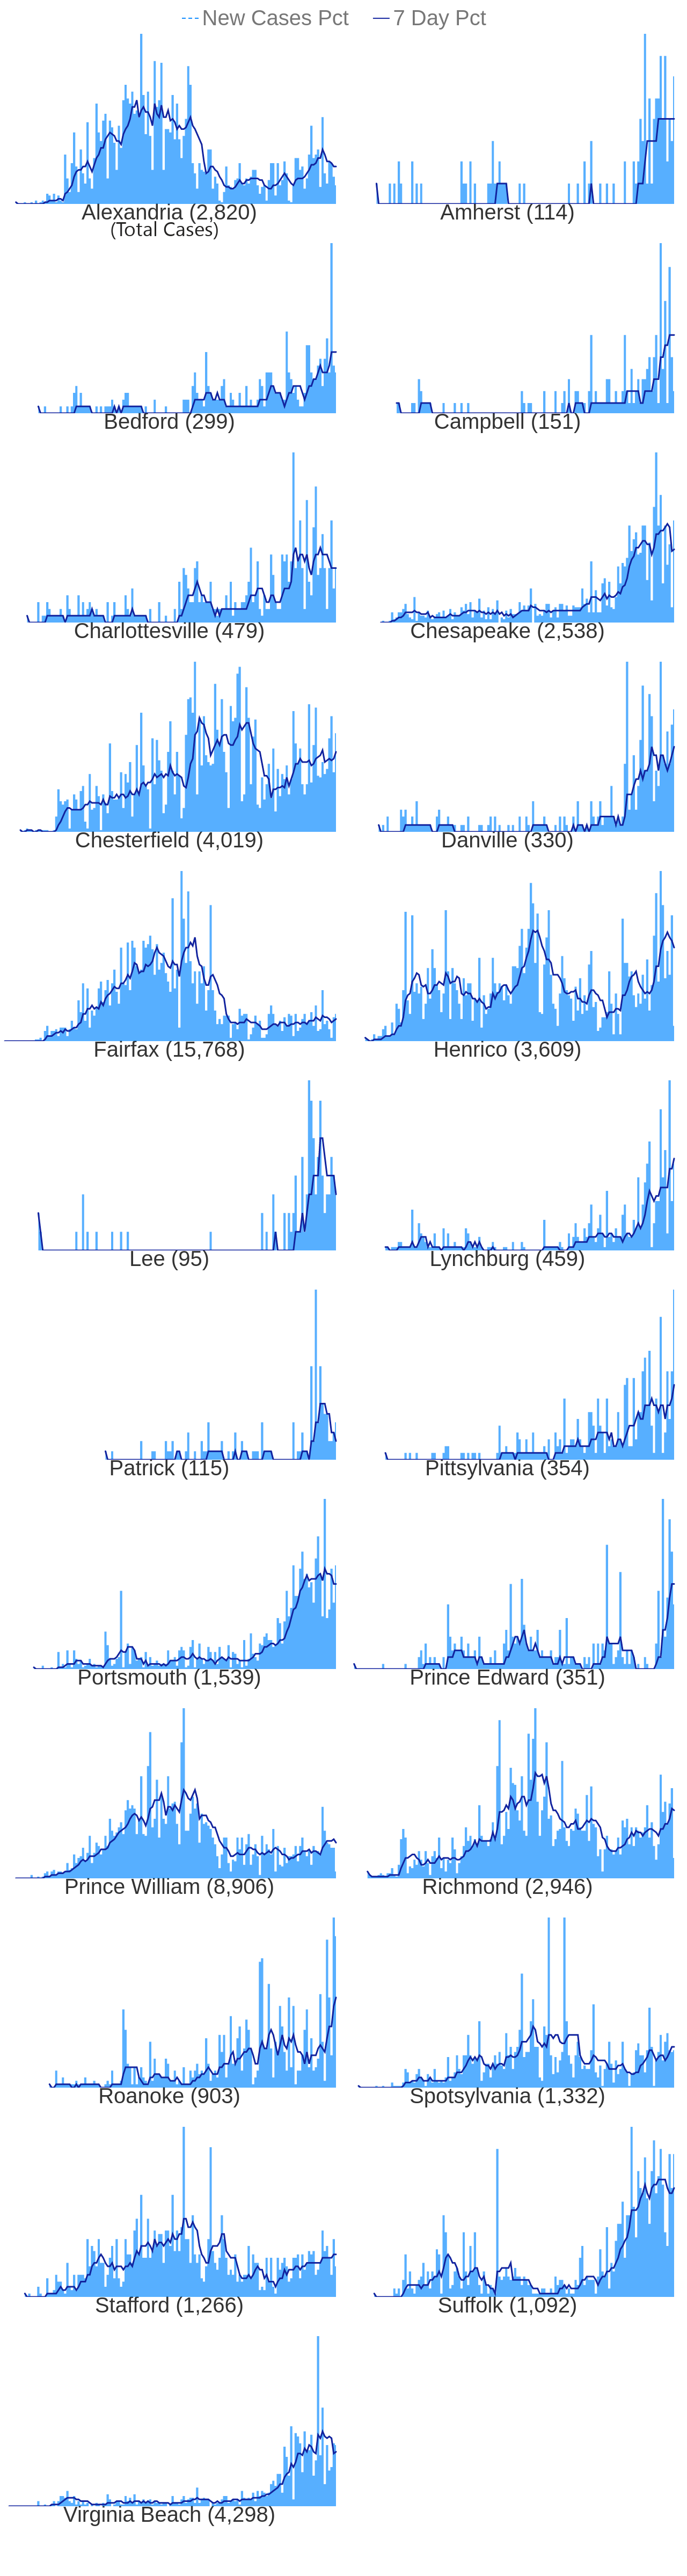 New Cases Pct 7 Day Pct
Alexandria (2,820) Amherst (114)
(Total Cases)
Bedford (299) Campbell (151)
Charlottesville (479) Chesapeake (2,538)
Chesterfield (4,019) Danville (330)
Fairfax (15,768) Henrico (3,609)
Lee (95) Lynchburg (459)
Patrick (115) Pittsylvania (354)
Portsmouth (1,539) Prince Edward (351)
Prince William (8,906) Richmond (2,946)
Roanoke (903) Spotsylvania (1,332)
Stafford (1,266) Suffolk (1,092)
Virginia Beach (4,298)